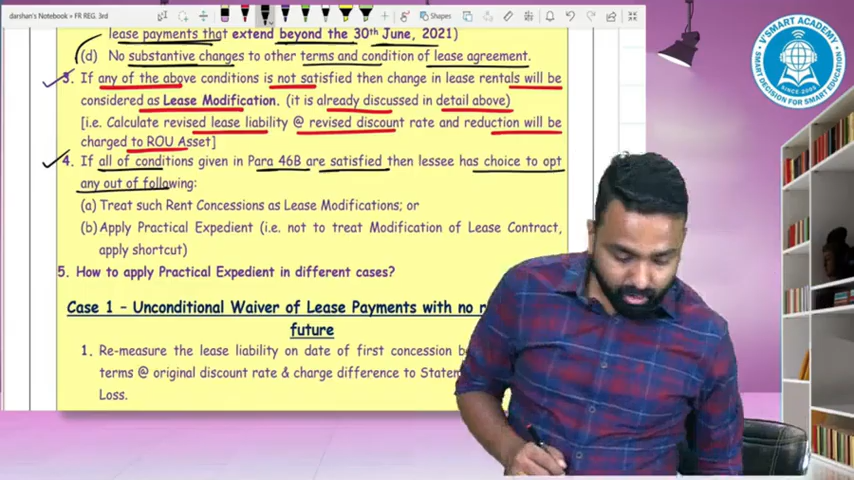 darshan's Notebook » FR REG. 3rd
Shapes
lease payments that extend beyond the 30th June, 2021)
(d) No substantive changes to other terms and condition of lease agreement.
3. If any of the above conditions is not satisfied then change in lease rentals will be
considered as Lease Modification. (it is already discussed in detail above)
[i.e. Calculate revised lease liability @ revised discount rate and reduction will be
charged to ROU Asset]
4. If all of conditions given in Para 46B are satisfied then lessee has choice to opt
any out of following:
(a) Treat such Rent Concessions as Lease Modifications; or
(b) Apply Practical Expedient (i.e. not to treat Modification of Lease Contract,
apply shortcut)
5. How to apply Practical Expedient in different cases?
Case 1 – Unconditional Waiver of Lease Payments with no
future
1. Re-measure the lease liability on date of first concession
terms @ original discount rate & charge difference to
Loss.
V'SMART ACADEMY
SINCE 2009
SMART DECISION FOR SMART EDUCATION